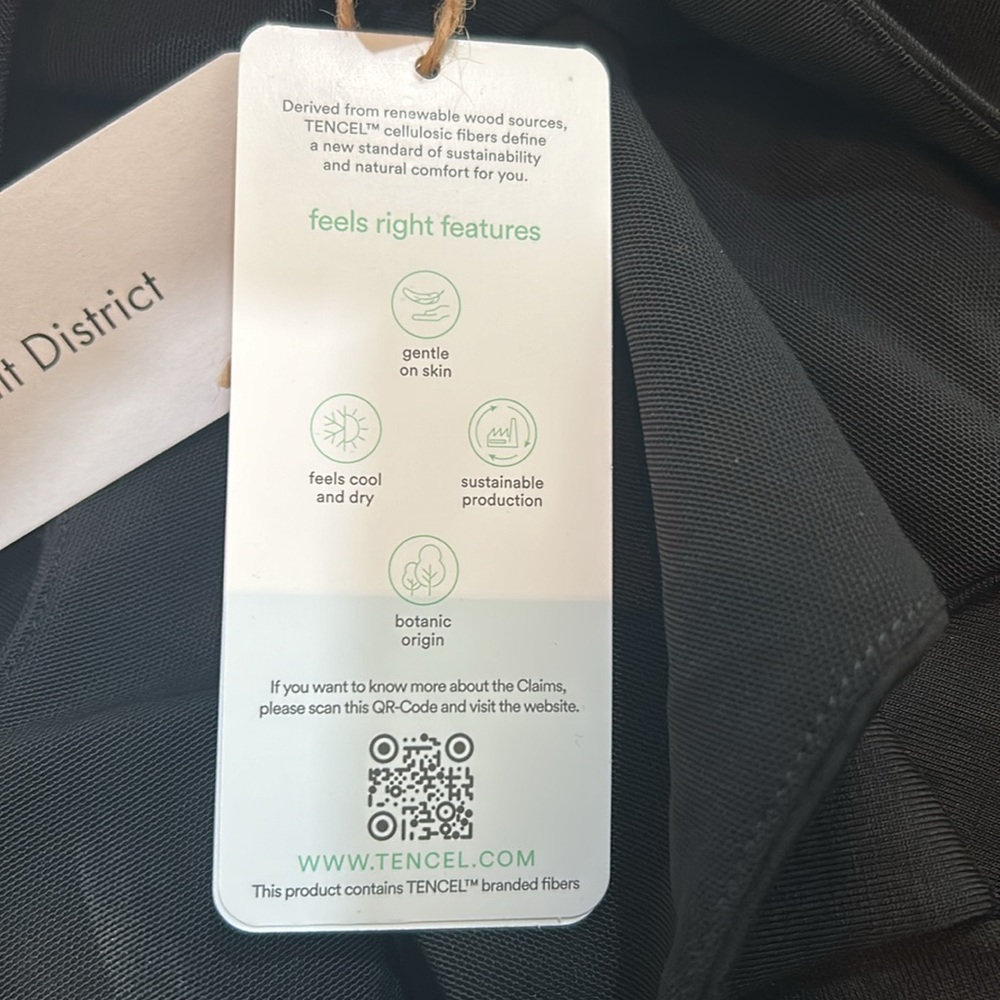 Derived from renewable wood sources,
TENCEL™ cellulosic fibers define
a new standard of sustainability
and natural comfort for you.
feels right features
gentle
on skin
feels cool
and dry
sustainable
production
botanic
origin
If you want to know more about the Claims,
please scan this QR-Code and visit the website.
WWW.TENCEL.COM
This product contains TENCEL™ branded fibers
District